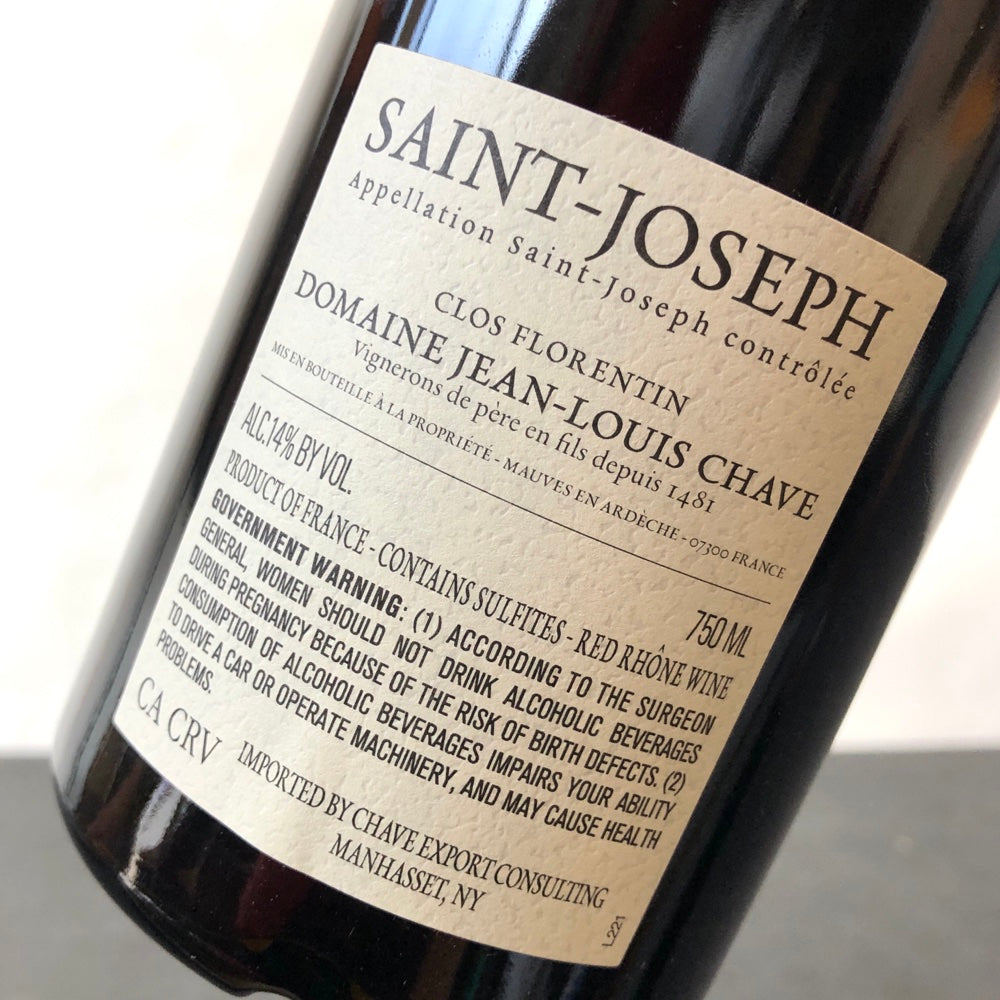 SAINT-JOSEPH
Appellation Saint-Joseph contrôlée
CLOS FLORENTIN
DOMAINE JEAN-LOUIS CHAVE
Vignerons de père en fils depuis 1481
MIS EN BOUTEILLE À LA PROPRIÉTÉ - MAUVES EN ARDÈCHE - 07300 FRANCE
ALC.14% BY VOL.
750 ML
PRODUCT OF FRANCE - CONTAINS SULFITES - RED RHÔNE WINE
GOVERNMENT WARNING: (1) ACCORDING TO THE SURGEON
GENERAL, WOMEN SHOULD NOT DRINK ALCOHOLIC BEVERAGES
DURING PREGNANCY BECAUSE OF THE RISK OF BIRTH DEFECTS. (2)
CONSUMPTION OF ALCOHOLIC BEVERAGES IMPAIRS YOUR ABILITY
TO DRIVE A CAR OR OPERATE MACHINERY, AND MAY CAUSE HEALTH
PROBLEMS.
CA CRV
IMPORTED BY CHAVE EXPORT CONSULTING
MANHASSET, NY
L221